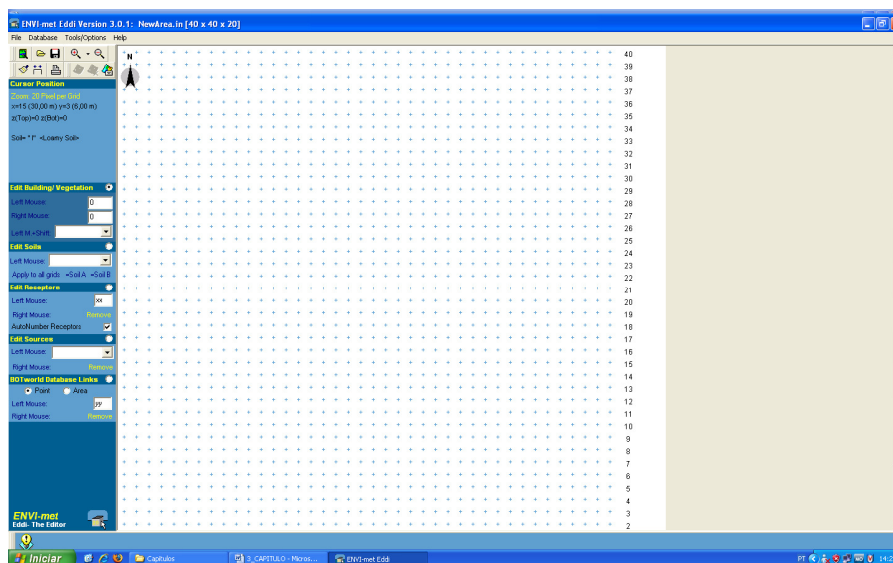 ENVI-met Eddi Version 3.0.1: NewArea.in [40 x 40 x 20]
File Database Tools/Options Help
N
Cursor Position
Zoom: 20 Pixel per Grid
x=15 (30,00 m) y=3 (6,00 m)
z(Top)=0 z(Bot)=0
Soil= " l" <Loamy Soil>
Edit Building/ Vegetation
Left Mouse: 0
Right Mouse: 0
Left M.+Shift:
Edit Soils
Left Mouse:
Apply to all grids =Soil A =Soil B
Edit Receptors
Left Mouse: xx
Right Mouse: Remove
AutoNumber Receptors
Edit Sources
Left Mouse:
Right Mouse: Remove
BOTworld Database Links
Point Area
Left Mouse: yy
Right Mouse: Remove
ENVI-met
Eddi- The Editor
40
39
38
37
36
35
34
33
32
31
30
29
28
27
26
25
24
23
22
21
20
19
18
17
16
15
14
13
12
11
10
9
8
7
6
5
4
3
2
Iniciar Capitulos 3_CAPITULO - Micros... ENVI-met Eddi PT